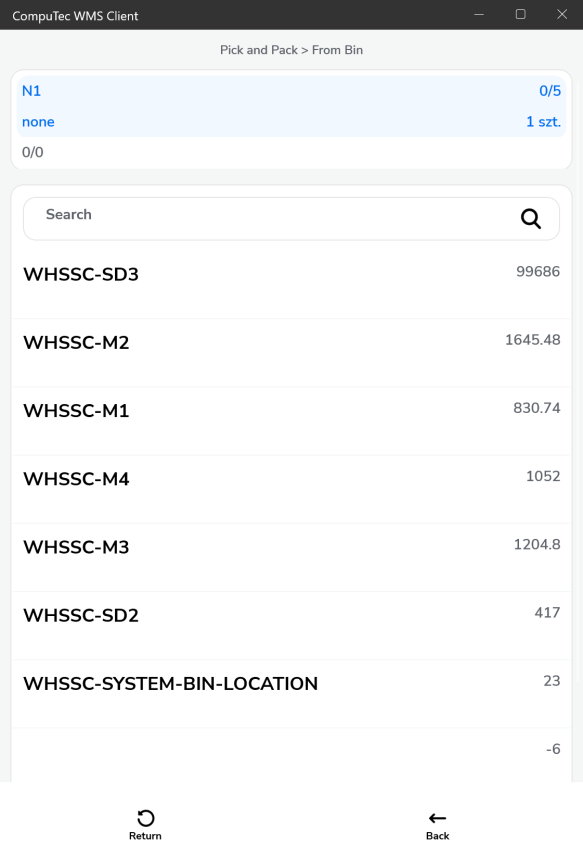 CompuTec WMS Client
Pick and Pack > From Bin
N1 0/5
none 1 szt.
0/0
Search
WHSSC-SD3 99686
WHSSC-M2 1645.48
WHSSC-M1 830.74
WHSSC-M4 1052
WHSSC-M3 1204.8
WHSSC-SD2 417
WHSSC-SYSTEM-BIN-LOCATION 23
-6
Return Back